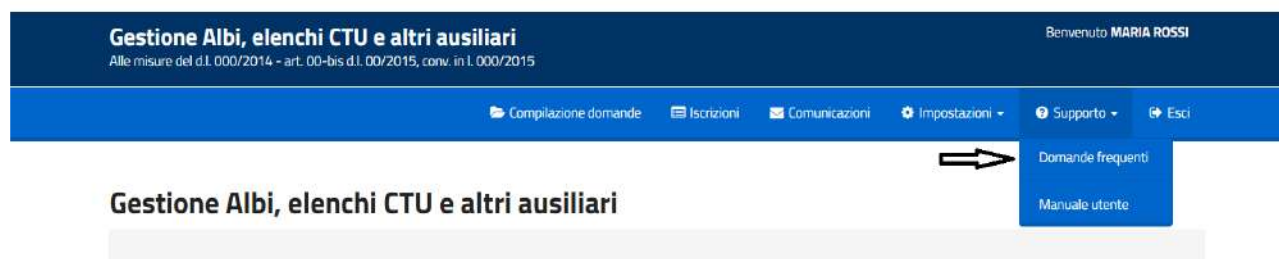 Gestione Albi, elenchi CTU e altri ausiliari
Benvenuto MARIA ROSSI
Alle misure del d.l. 000/2014 - art. 00-bis d.l. 00/2015, conv. in l. 000/2015
Compilazione domande Iscrizioni Comunicazioni Impostazioni Supporto Esci
Domande frequenti
Gestione Albi, elenchi CTU e altri ausiliari
Manuale utente